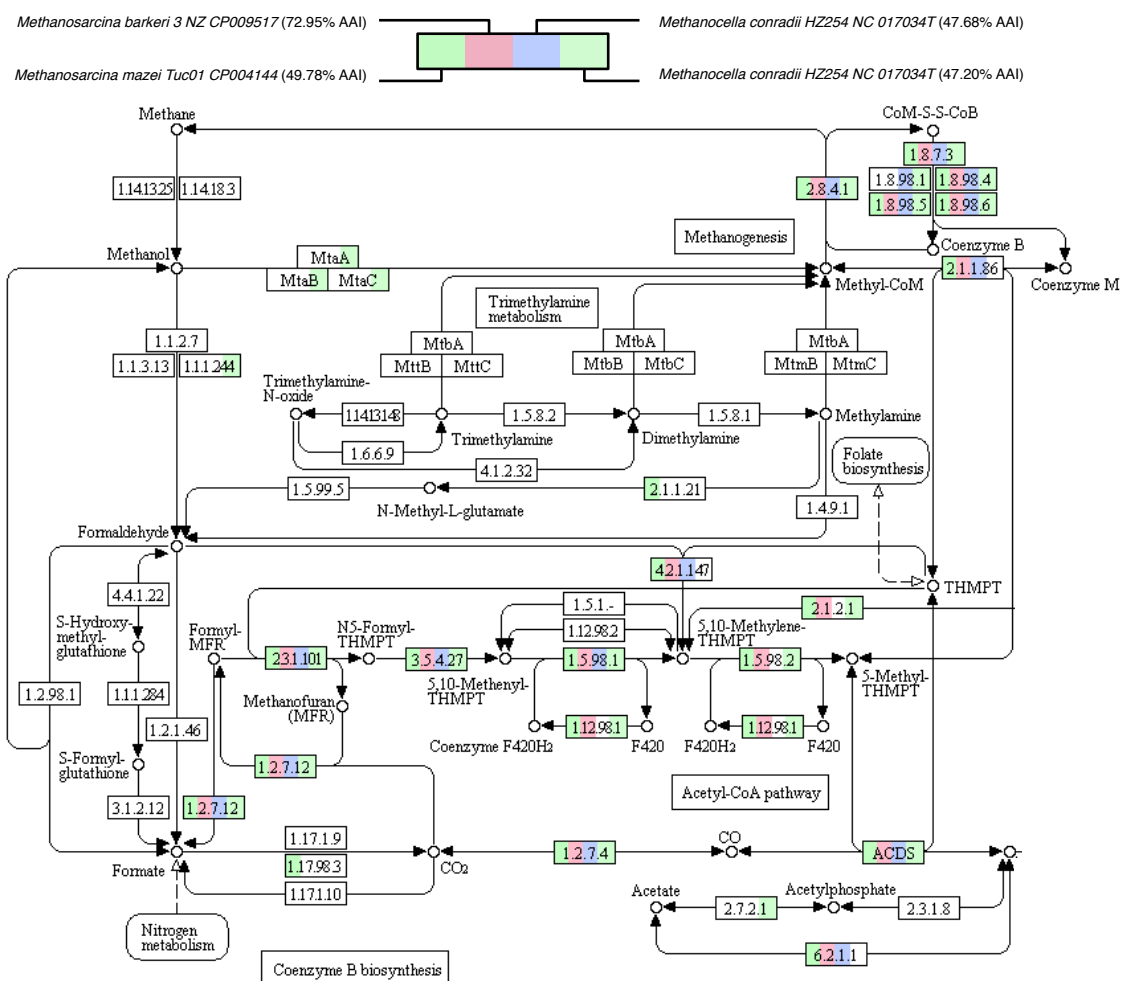 Methanosarcina barkeri 3 NZ CP009517 (72.95% AAI)
Methanocella conradii HZ254 NC 017034T (47.68% AAI)
Methanosarcina mazei Tuc01 CP004144 (49.78% AAI)
Methanocella conradii HZ254 NC 017034T (47.20% AAI)
Methane
CoM-S-S-CoB
1.8.7.3
1.14.13.25
1.14.18.3
2.8.4.1
1.8.98.1
1.8.98.4
1.8.98.5
1.8.98.6
Methanogenesis
Methanol
Coenzyme B
MtaA
MtaB
MtaC
2.1.1.86
Methyl-CoM
Coenzyme M
Trimethylamine
metabolism
1.1.2.7
1.1.3.13
1.1.1.244
MtbA
MttB
MttC
MtbA
MtbB
MtbC
MtbA
MtmB
MtmC
Trimethylamine-
N-oxide
1.14.13.148
1.5.8.2
1.5.8.1
Methylamine
Trimethylamine
Dimethylamine
1.6.6.9
4.1.2.32
Folate
biosynthesis
1.5.99.5
2.1.1.21
N-Methyl-L-glutamate
1.4.9.1
Formaldehyde
4.2.1.147
4.4.1.22
THMPT
S-Hydroxy-
methyl-
glutathione
1.5.1.-
1.12.98.2
2.1.2.1
Formyl-
MFR
N5-Formyl-
THMPT
5,10-Methylene-
THMPT
2.3.1.101
3.5.4.27
1.5.98.1
1.5.98.2
5,10-Methenyl-
THMPT
5-Methyl-
THMPT
1.2.98.1
1.1.1.284
Methanofuran
(MFR)
1.2.1.46
1.12.98.1
1.12.98.1
Coenzyme F420H2
F420
F420H2
F420
S-Formyl-
glutathione
1.2.7.12
Acetyl-CoA pathway
3.1.2.12
1.2.7.12
1.17.1.9
CO
1.2.7.4
ACDS
Formate
1.17.98.3
CO2
1.17.1.10
Acetate
Acetylphosphate
2.7.2.1
2.3.1.8
Nitrogen
metabolism
6.2.1.1
Coenzyme B biosynthesis